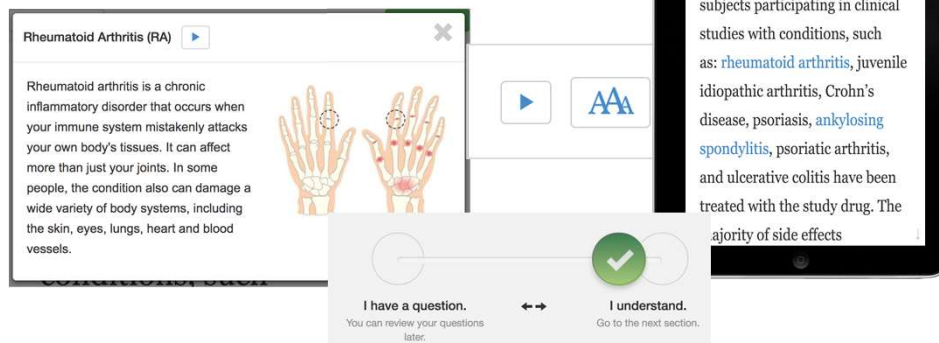 Rheumatoid Arthritis (RA)
Rheumatoid arthritis is a chronic
inflammatory disorder that occurs when
your immune system mistakenly attacks
your own body's tissues. It can affect
more than just your joints. In some
people, the condition also can damage a
wide variety of body systems, including
the skin, eyes, lungs, heart and blood
vessels.
AAA
subjects participating in clinical
studies with conditions, such
as: rheumatoid arthritis, juvenile
idiopathic arthritis, Crohn's
disease, psoriasis, ankylosing
spondylitis, psoriatic arthritis,
and ulcerative colitis have been
treated with the study drug. The
majority of side effects
conditions, such
I have a question.
You can review your questions
later.
I understand.
Go to the next section.